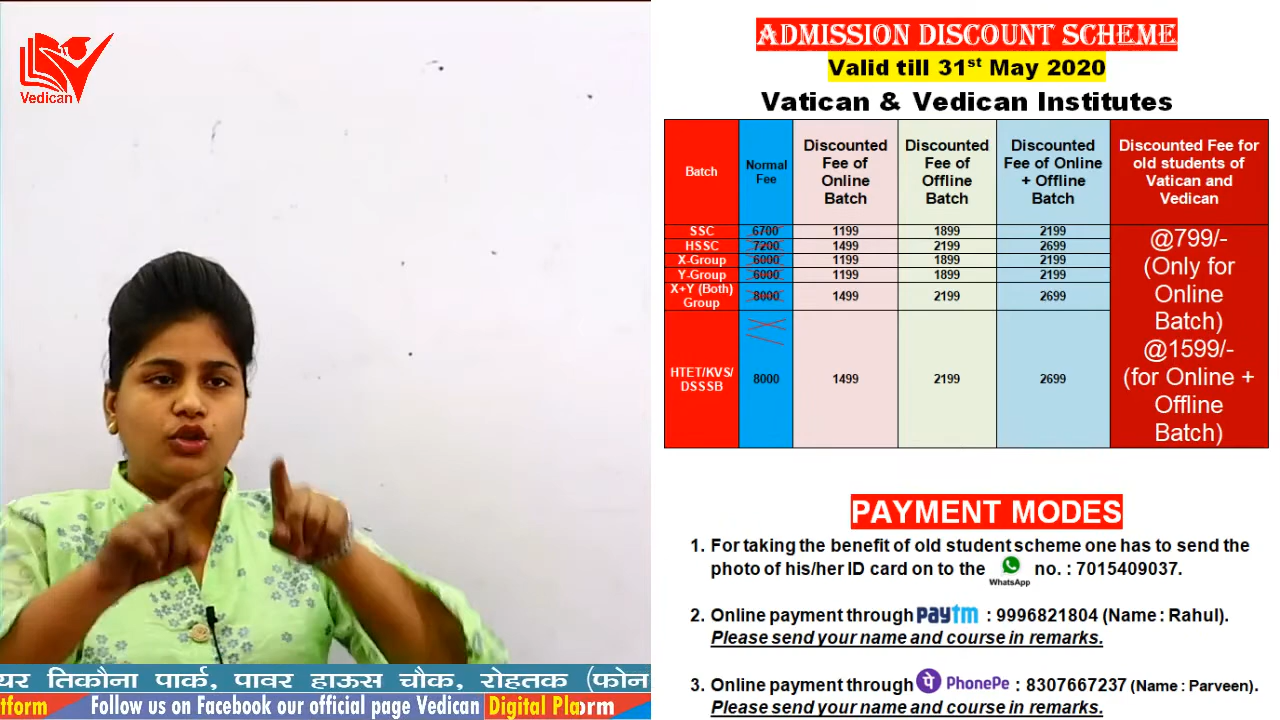 Vedican
ADMISSION DISCOUNT SCHEME
Valid till 31st May 2020
Vatican & Vedican Institutes
Batch Normal Fee Discounted Fee of Online Batch Discounted Fee of Offline Batch Discounted Fee of Online + Offline Batch Discounted Fee for old students of Vatican and Vedican
SSC 6700 1199 1899 2199
HSSC 7200 1499 2199 2699
X-Group 6000 1199 1899 2199
Y-Group 6000 1199 1899 2199
X+Y (Both) Group 8000 1499 2199 2699
HTET/KVS/ DSSSB 8000 1499 2199 2699
@799/-
(Only for
Online
Batch)
@1599/-
(for Online +
Offline
Batch)
PAYMENT MODES
1. For taking the benefit of old student scheme one has to send the
photo of his/her ID card on to the WhatsApp no. : 7015409037.
2. Online payment through paytm : 9996821804 (Name : Rahul).
Please send your name and course in remarks.
3. Online payment through पे PhonePe : 8307667237 (Name : Parveen).
Please send your name and course in remarks.
यर तिकौना पार्क, पावर हाऊस चौक, रोहतक (फोन
tform Follow us on Facebook our official page Vedican Digital Pla orm